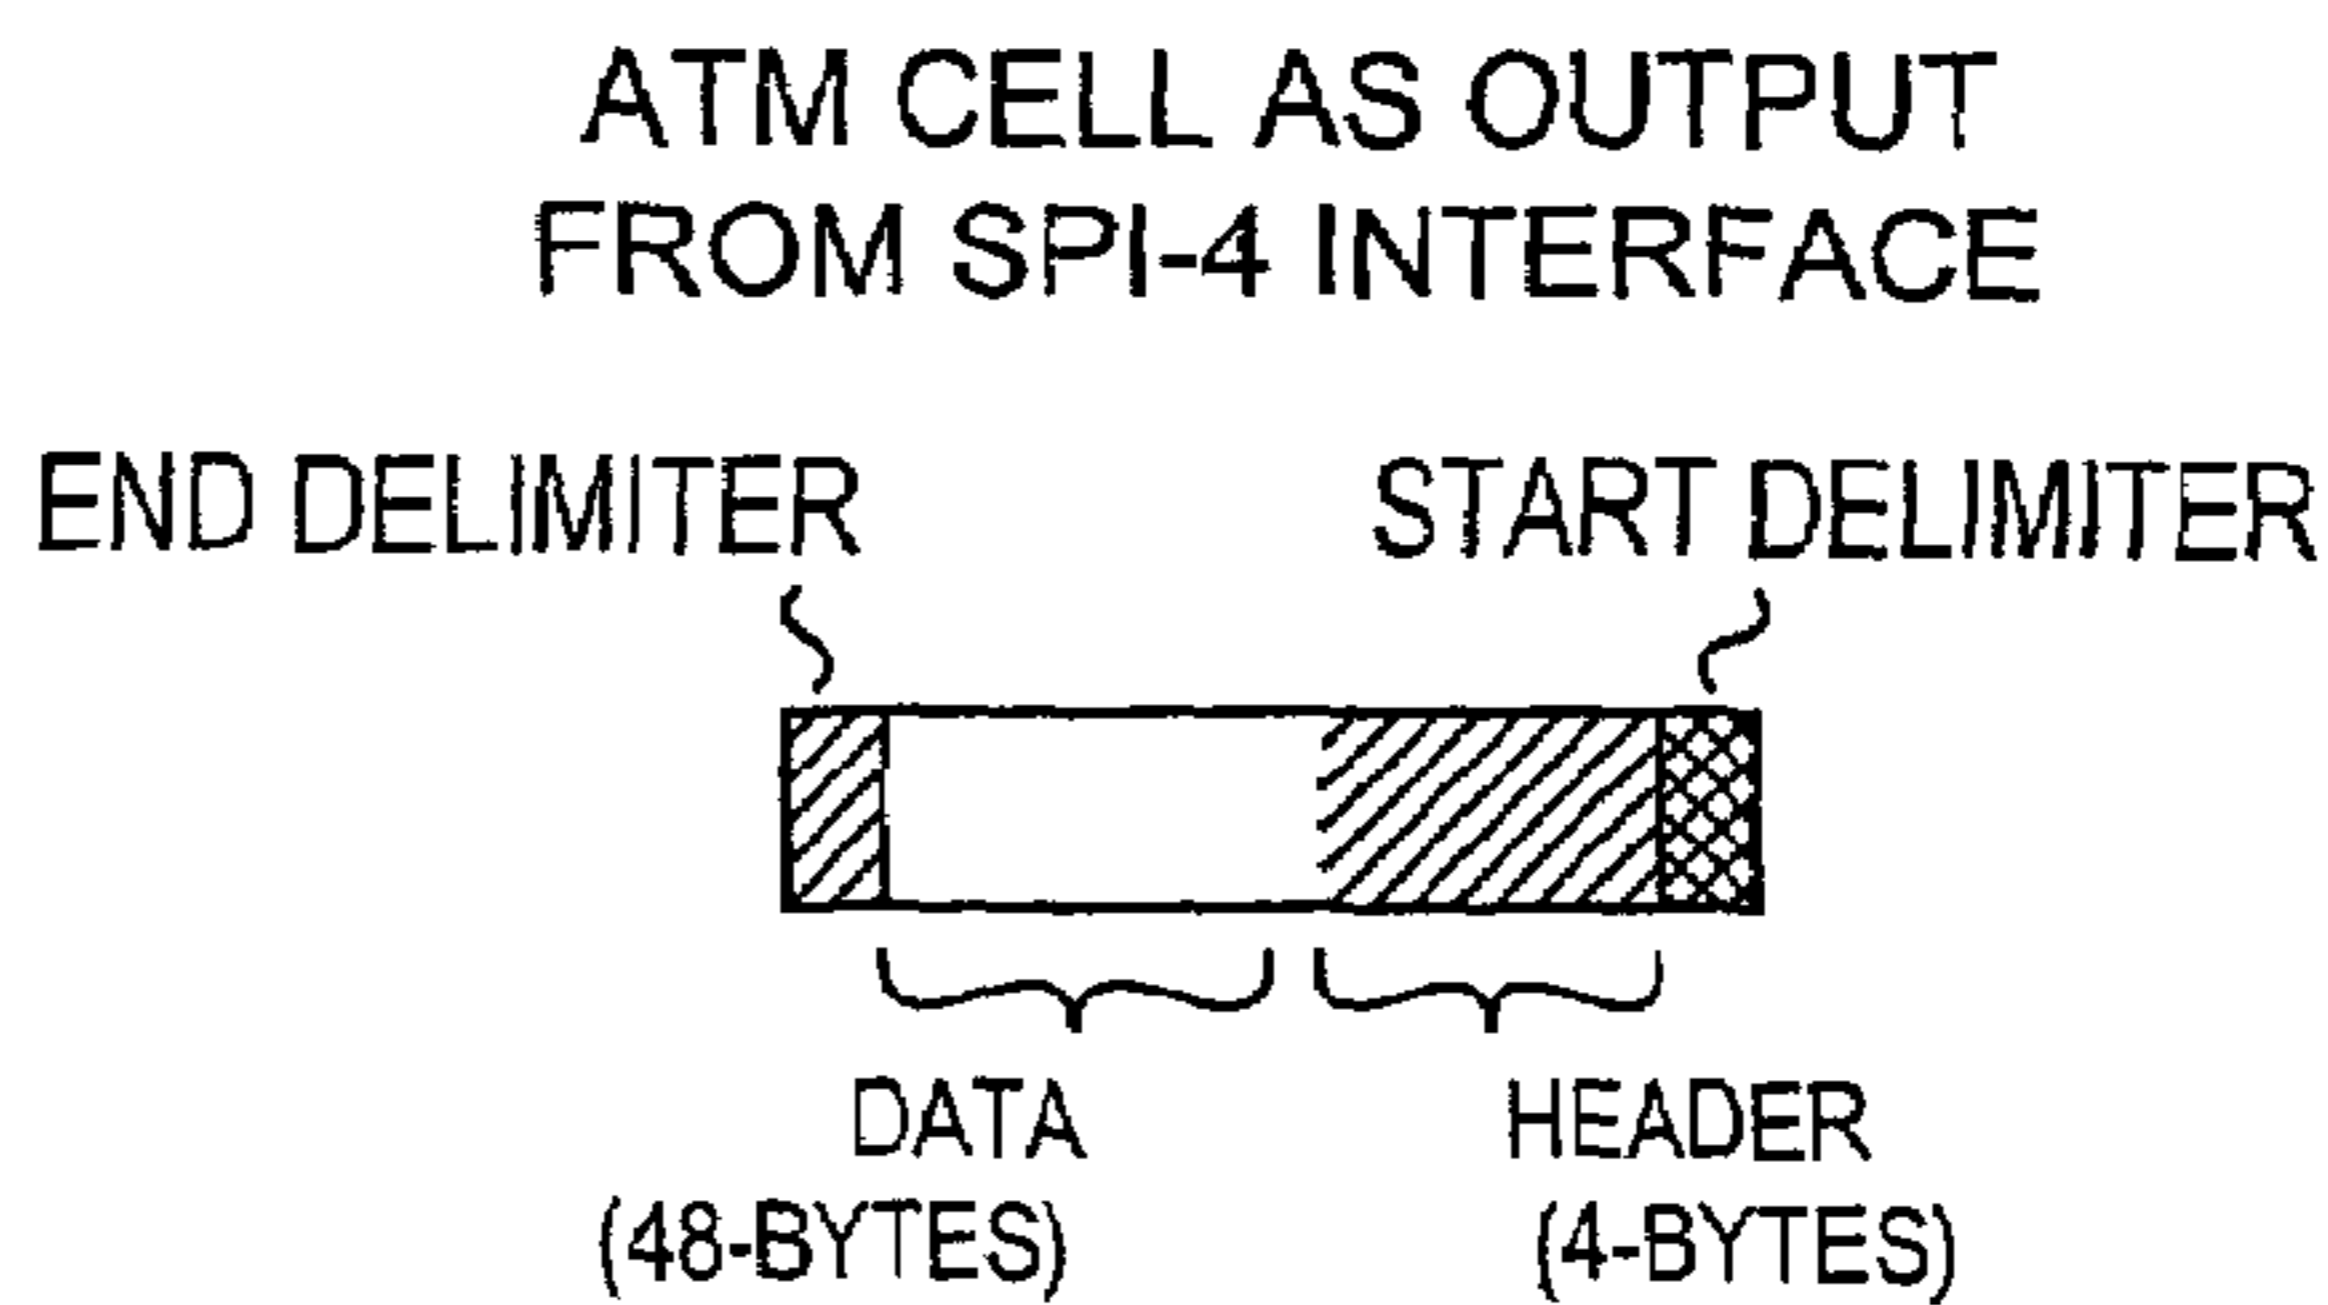 ATM CELL AS OUTPUT
FROM SPI-4 INTERFACE
END DELIMITER
START DELIMITER
DATA
(48-BYTES)
HEADER
(4-BYTES)